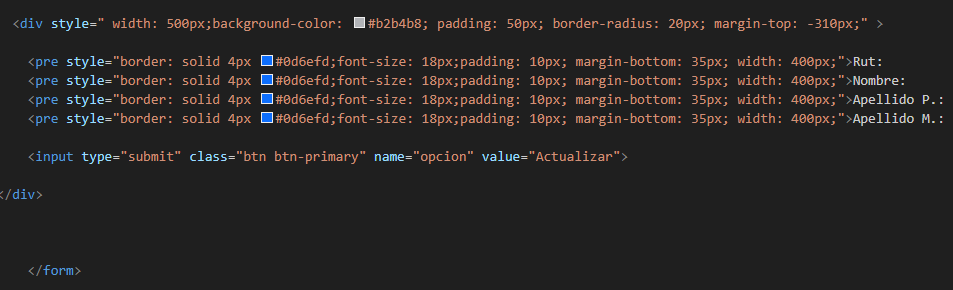 <div style=" width: 500px;background-color: #b2b4b8; padding: 50px; border-radius: 20px; margin-top: -310px;" >
<pre style="border: solid 4px #0d6efd;font-size: 18px;padding: 10px; margin-bottom: 35px; width: 400px;">Rut:
<pre style="border: solid 4px #0d6efd;font-size: 18px;padding: 10px; margin-bottom: 35px; width: 400px;">Nombre:
<pre style="border: solid 4px #0d6efd;font-size: 18px;padding: 10px; margin-bottom: 35px; width: 400px;">Apellido P.:
<pre style="border: solid 4px #0d6efd;font-size: 18px;padding: 10px; margin-bottom: 35px; width: 400px;">Apellido M.:
<input type="submit" class="btn btn-primary" name="opcion" value="Actualizar">
</div>
</form>